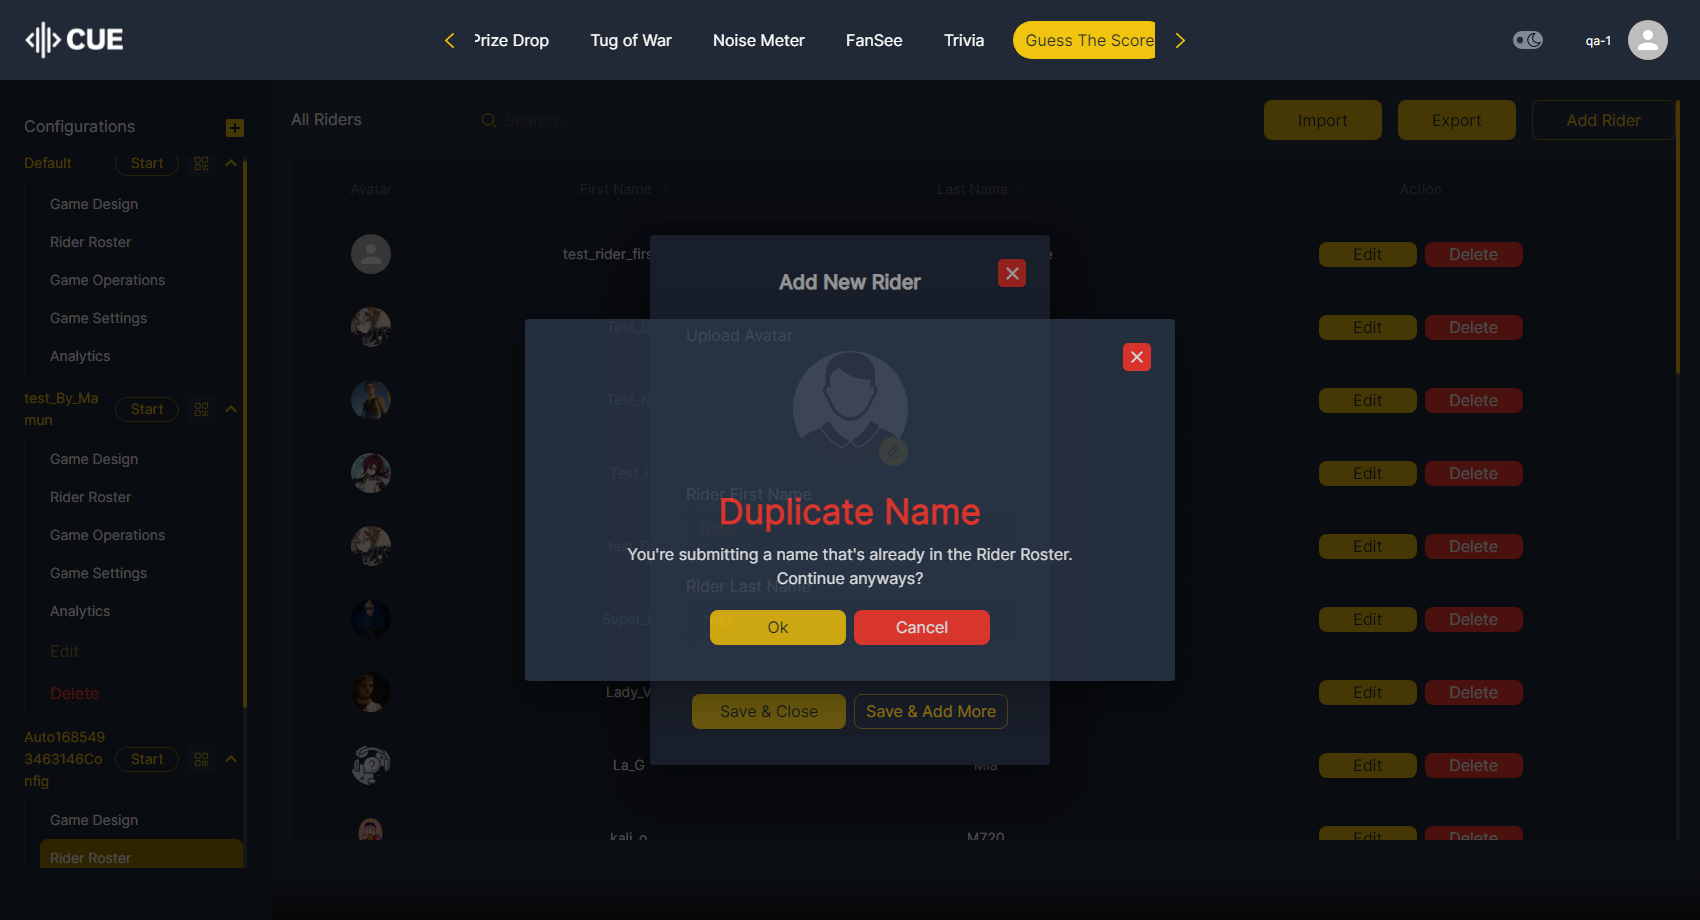 CUE
Prize Drop
Tug of War
Noise Meter
FanSee
Trivia
Guess The Score
qa-1
Configurations
Default
Start
Game Design
Rider Roster
Game Operations
Game Settings
Analytics
test_By_Ma
mun
Start
Game Design
Rider Roster
Game Operations
Game Settings
Analytics
Edit
Delete
Auto168549
3463146Co
nfig
Start
Game Design
Rider Roster
All Riders
Search...
Import
Export
Add Rider
Avatar
First Name
Last Name
Action
test_rider_firs
e
Edit
Delete
Test_U
Edit
Delete
Test_N
Edit
Delete
Edit
Delete
Edit
Delete
Super_
Edit
Delete
Lady_V
Edit
Delete
La_G
Mia
Edit
Delete
kali_o
M720
Edit
Delete
Add New Rider
Upload Avatar
Rider First Name
Rider
Duplicate Name
You're submitting a name that's already in the Rider Roster.
Continue anyways?
Rider Last Name
Ok
Cancel
Save & Close
Save & Add More